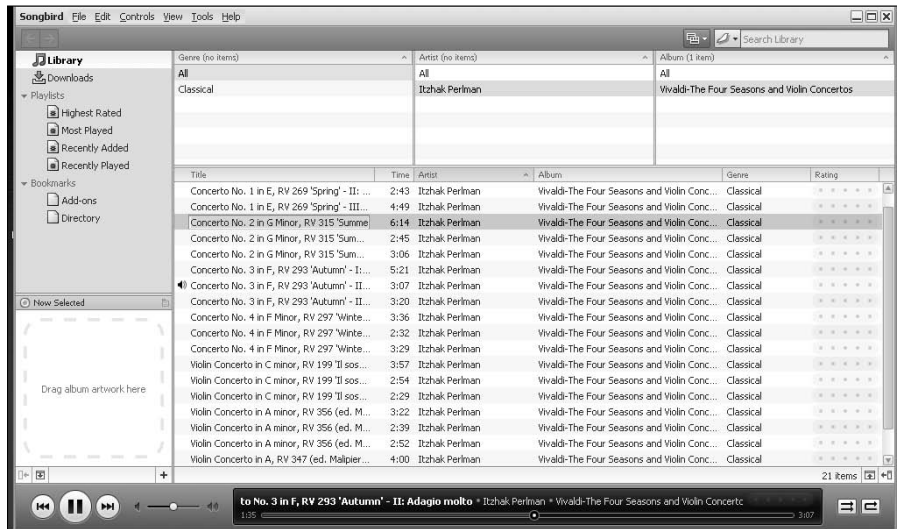 Songbird File Edit Controls View Tools Help
Search Library
Library
Downloads
Playlists
Highest Rated
Most Played
Recently Added
Recently Played
Bookmarks
Add-ons
Directory
Now Selected
Drag album artwork here
Genre (no items) Artist (no items) Album (1 item)
All All All
Classical Itzhak Perlman Vivaldi-The Four Seasons and Violin Concertos
Title Time Artist Album Genre Rating
Concerto No. 1 in E, RV 269 'Spring' - II: ... 2:43 Itzhak Perlman Vivaldi-The Four Seasons and Violin Conc... Classical
Concerto No. 1 in E, RV 269 'Spring' - III... 4:49 Itzhak Perlman Vivaldi-The Four Seasons and Violin Conc... Classical
Concerto No. 2 in G Minor, RV 315 'Summe 6:14 Itzhak Perlman Vivaldi-The Four Seasons and Violin Conc... Classical
Concerto No. 2 in G Minor, RV 315 'Sum... 2:45 Itzhak Perlman Vivaldi-The Four Seasons and Violin Conc... Classical
Concerto No. 2 in G Minor, RV 315 'Sum... 3:06 Itzhak Perlman Vivaldi-The Four Seasons and Violin Conc... Classical
Concerto No. 3 in F, RV 293 'Autumn' - I:... 5:21 Itzhak Perlman Vivaldi-The Four Seasons and Violin Conc... Classical
Concerto No. 3 in F, RV 293 'Autumn' - II... 3:07 Itzhak Perlman Vivaldi-The Four Seasons and Violin Conc... Classical
Concerto No. 3 in F, RV 293 'Autumn' - II... 3:20 Itzhak Perlman Vivaldi-The Four Seasons and Violin Conc... Classical
Concerto No. 4 in F Minor, RV 297 'Winte... 3:36 Itzhak Perlman Vivaldi-The Four Seasons and Violin Conc... Classical
Concerto No. 4 in F Minor, RV 297 'Winte... 2:32 Itzhak Perlman Vivaldi-The Four Seasons and Violin Conc... Classical
Concerto No. 4 in F Minor, RV 297 'Winte... 3:29 Itzhak Perlman Vivaldi-The Four Seasons and Violin Conc... Classical
Violin Concerto in C minor, RV 199 'Il sos... 3:57 Itzhak Perlman Vivaldi-The Four Seasons and Violin Conc... Classical
Violin Concerto in C minor, RV 199 'Il sos... 2:54 Itzhak Perlman Vivaldi-The Four Seasons and Violin Conc... Classical
Violin Concerto in C minor, RV 199 'Il sos... 2:29 Itzhak Perlman Vivaldi-The Four Seasons and Violin Conc... Classical
Violin Concerto in A minor, RV 356 (ed. M... 3:22 Itzhak Perlman Vivaldi-The Four Seasons and Violin Conc... Classical
Violin Concerto in A minor, RV 356 (ed. M... 2:39 Itzhak Perlman Vivaldi-The Four Seasons and Violin Conc... Classical
Violin Concerto in A minor, RV 356 (ed. M... 2:52 Itzhak Perlman Vivaldi-The Four Seasons and Violin Conc... Classical
Violin Concerto in A, RV 347 (ed. Malipier... 4:00 Itzhak Perlman Vivaldi-The Four Seasons and Violin Conc... Classical
21 items
to No. 3 in F, RV 293 'Autumn' - II: Adagio molto * Itzhak Perlman * Vivaldi-The Four Seasons and Violin Concertc
1:35 3:07